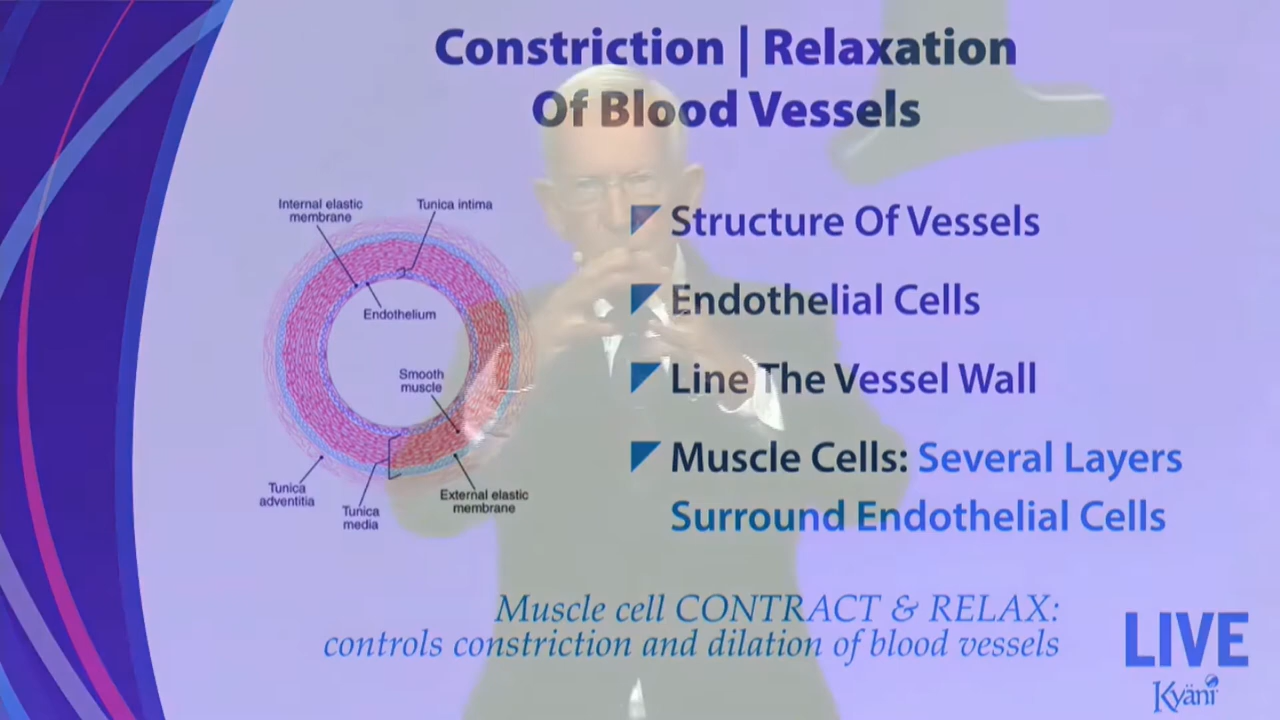 Constriction | Relaxation
Of Blood Vessels
Internal elastic
membrane
Tunica intima
Endothelium
Smooth
muscle
Tunica
adventitia
Tunica
media
External elastic
membrane
Structure Of Vessels
Endothelial Cells
Line The Vessel Wall
Muscle Cells: Several Layers
Surround Endothelial Cells
Muscle cell CONTRACT & RELAX:
controls constriction and dilation of blood vessels
LIVE
Kyäni